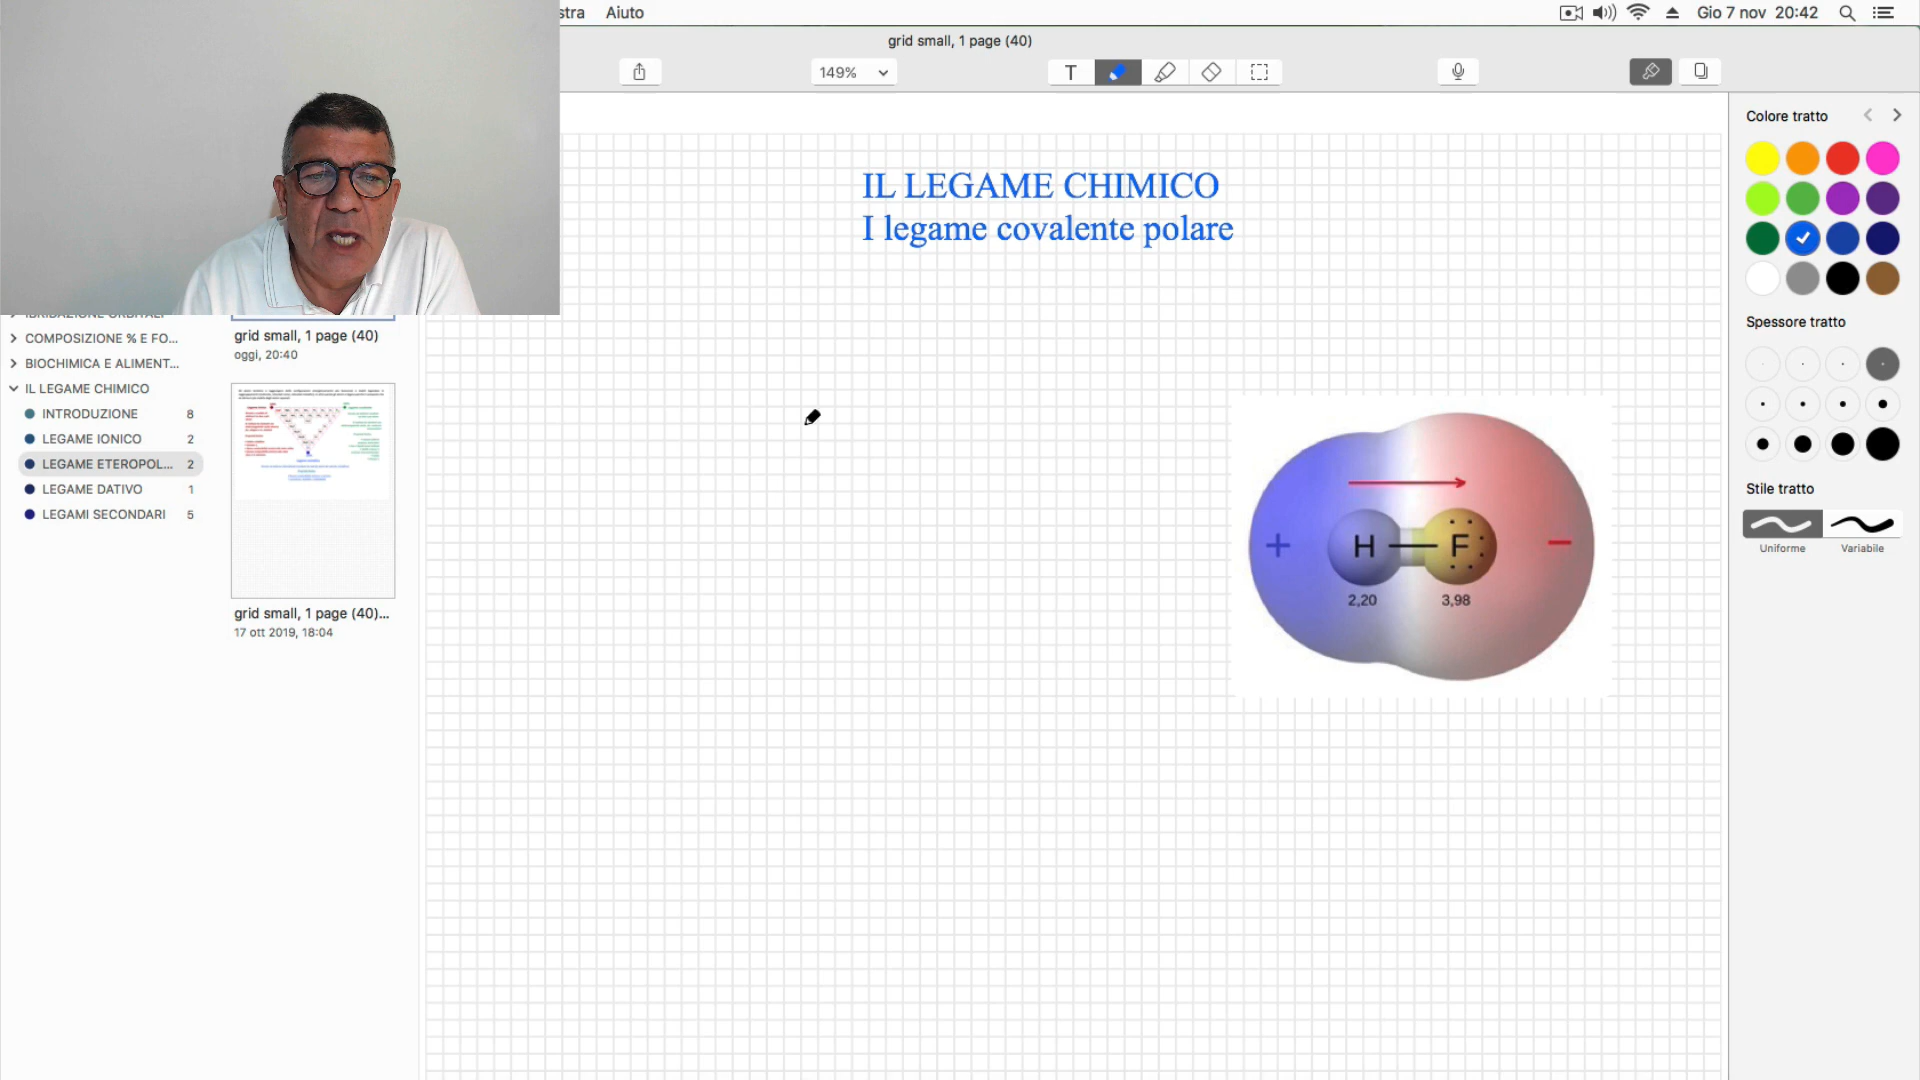 stra Aiuto
Gio 7 nov 20:42
grid small, 1 page (40)
149%
T
IL LEGAME CHIMICO
I legame covalente polare
COMPOSIZIONE % E FO...
BIOCHIMICA E ALIMENT...
IL LEGAME CHIMICO
INTRODUZIONE 8
LEGAME IONICO 2
LEGAME ETEROPOL... 2
LEGAME DATIVO 1
LEGAMI SECONDARI 5
grid small, 1 page (40)
oggi, 20:40
grid small, 1 page (40)...
17 ott 2019, 18:04
+ H F −
2,20 3,98
Colore tratto
Spessore tratto
Stile tratto
Uniforme Variabile